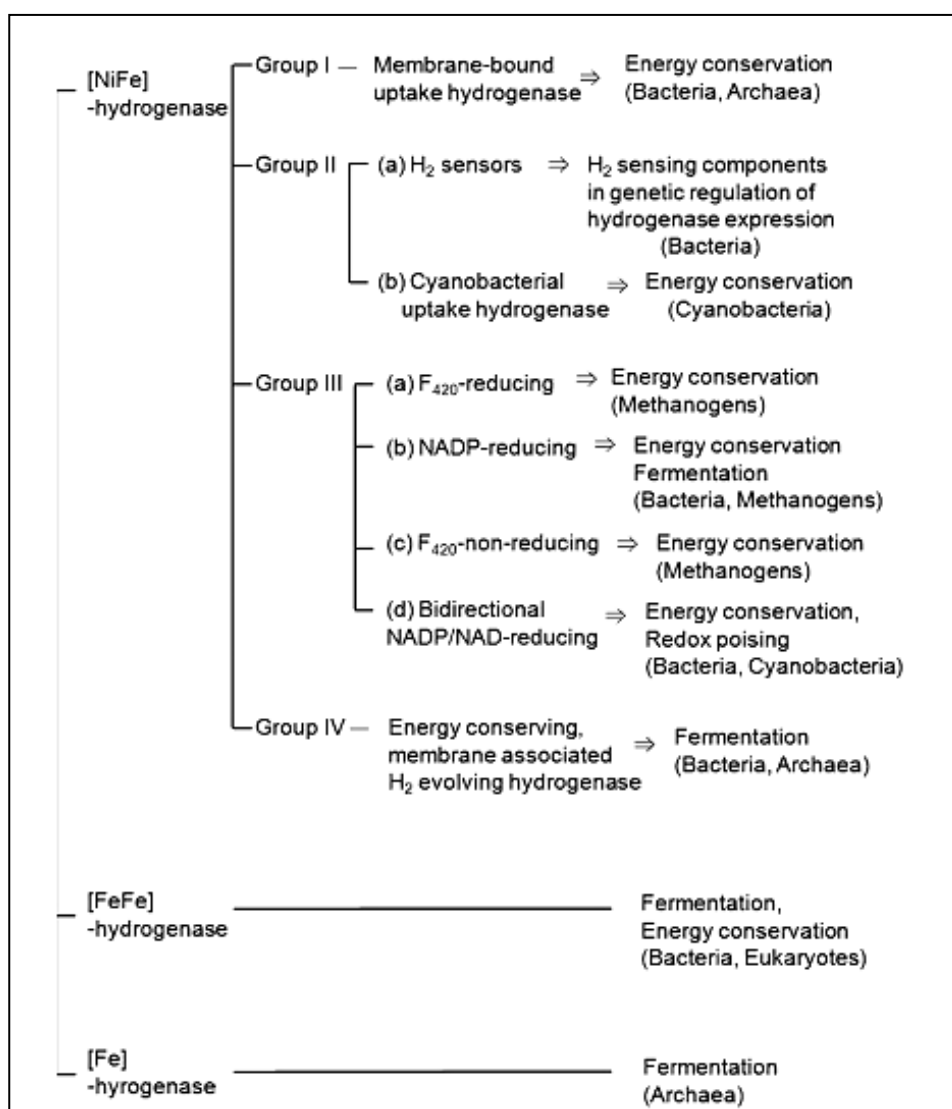 [NiFe]
-hydrogenase
Group I — Membrane-bound
uptake hydrogenase ⇒ Energy conservation
(Bacteria, Archaea)
Group II
(a) H₂ sensors ⇒ H₂ sensing components
in genetic regulation of
hydrogenase expression
(Bacteria)
(b) Cyanobacterial
uptake hydrogenase ⇒ Energy conservation
(Cyanobacteria)
Group III
(a) F₄₂₀-reducing ⇒ Energy conservation
(Methanogens)
(b) NADP-reducing ⇒ Energy conservation
Fermentation
(Bacteria, Methanogens)
(c) F₄₂₀-non-reducing ⇒ Energy conservation
(Methanogens)
(d) Bidirectional
NADP/NAD-reducing ⇒ Energy conservation,
Redox poising
(Bacteria, Cyanobacteria)
Group IV — Energy conserving,
membrane associated
H₂ evolving hydrogenase ⇒ Fermentation
(Bacteria, Archaea)
[FeFe]
-hydrogenase
Fermentation,
Energy conservation
(Bacteria, Eukaryotes)
[Fe]
-hyrogenase
Fermentation
(Archaea)